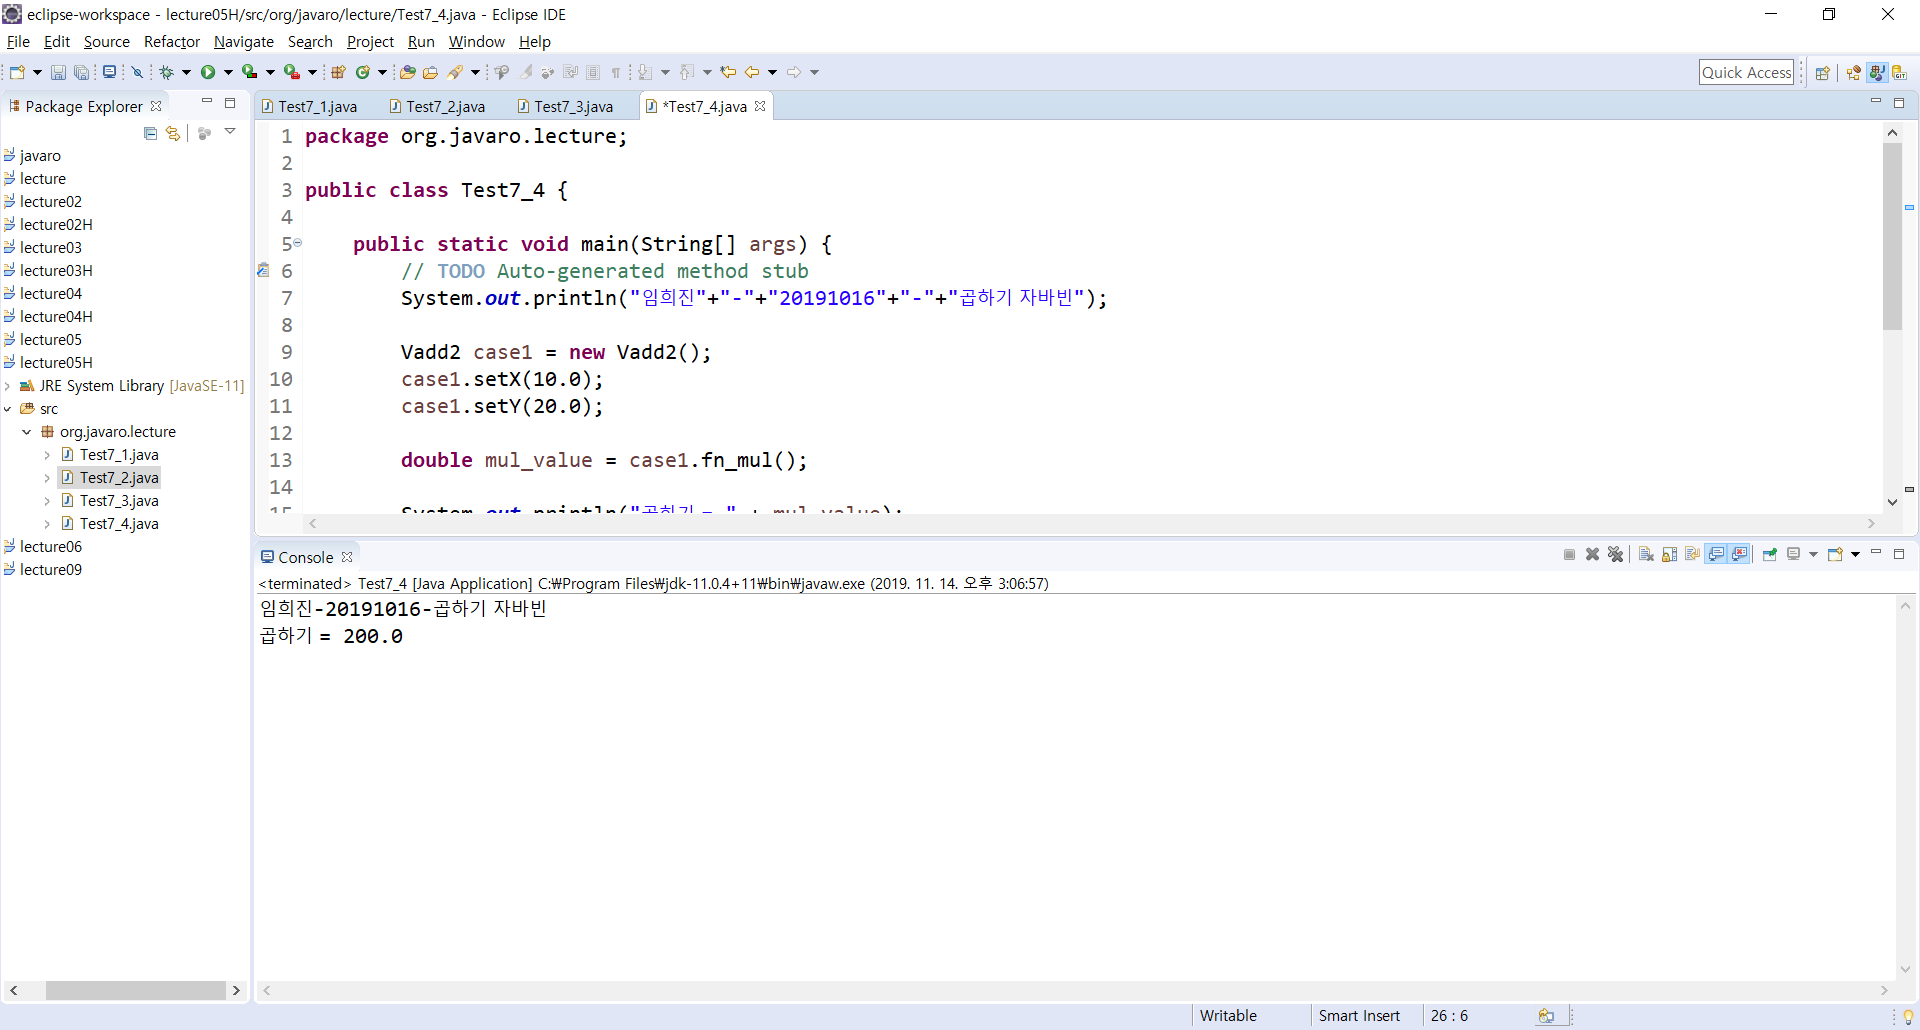 eclipse-workspace - lecture05H/src/org/javaro/lecture/Test7_4.java - Eclipse IDE
File Edit Source Refactor Navigate Search Project Run Window Help
Quick Access
Package Explorer
Test7_1.java Test7_2.java Test7_3.java *Test7_4.java
javaro
lecture
lecture02
lecture02H
lecture03
lecture03H
lecture04
lecture04H
lecture05
lecture05H
JRE System Library [JavaSE-11]
src
org.javaro.lecture
Test7_1.java
Test7_2.java
Test7_3.java
Test7_4.java
lecture06
lecture09
1 package org.javaro.lecture;
2
3 public class Test7_4 {
4
5 public static void main(String[] args) {
6 // TODO Auto-generated method stub
7 System.out.println("임희진"+"-"+"20191016"+"-"+"곱하기 자바빈");
8
9 Vadd2 case1 = new Vadd2();
10 case1.setX(10.0);
11 case1.setY(20.0);
12
13 double mul_value = case1.fn_mul();
14
15 System.out.println("곱하기 = " + mul_value);
Console
<terminated> Test7_4 [Java Application] C:₩Program Files₩jdk-11.0.4+11₩bin₩javaw.exe (2019. 11. 14. 오후 3:06:57)
임희진-20191016-곱하기 자바빈
곱하기 = 200.0
Writable Smart Insert 26 : 6